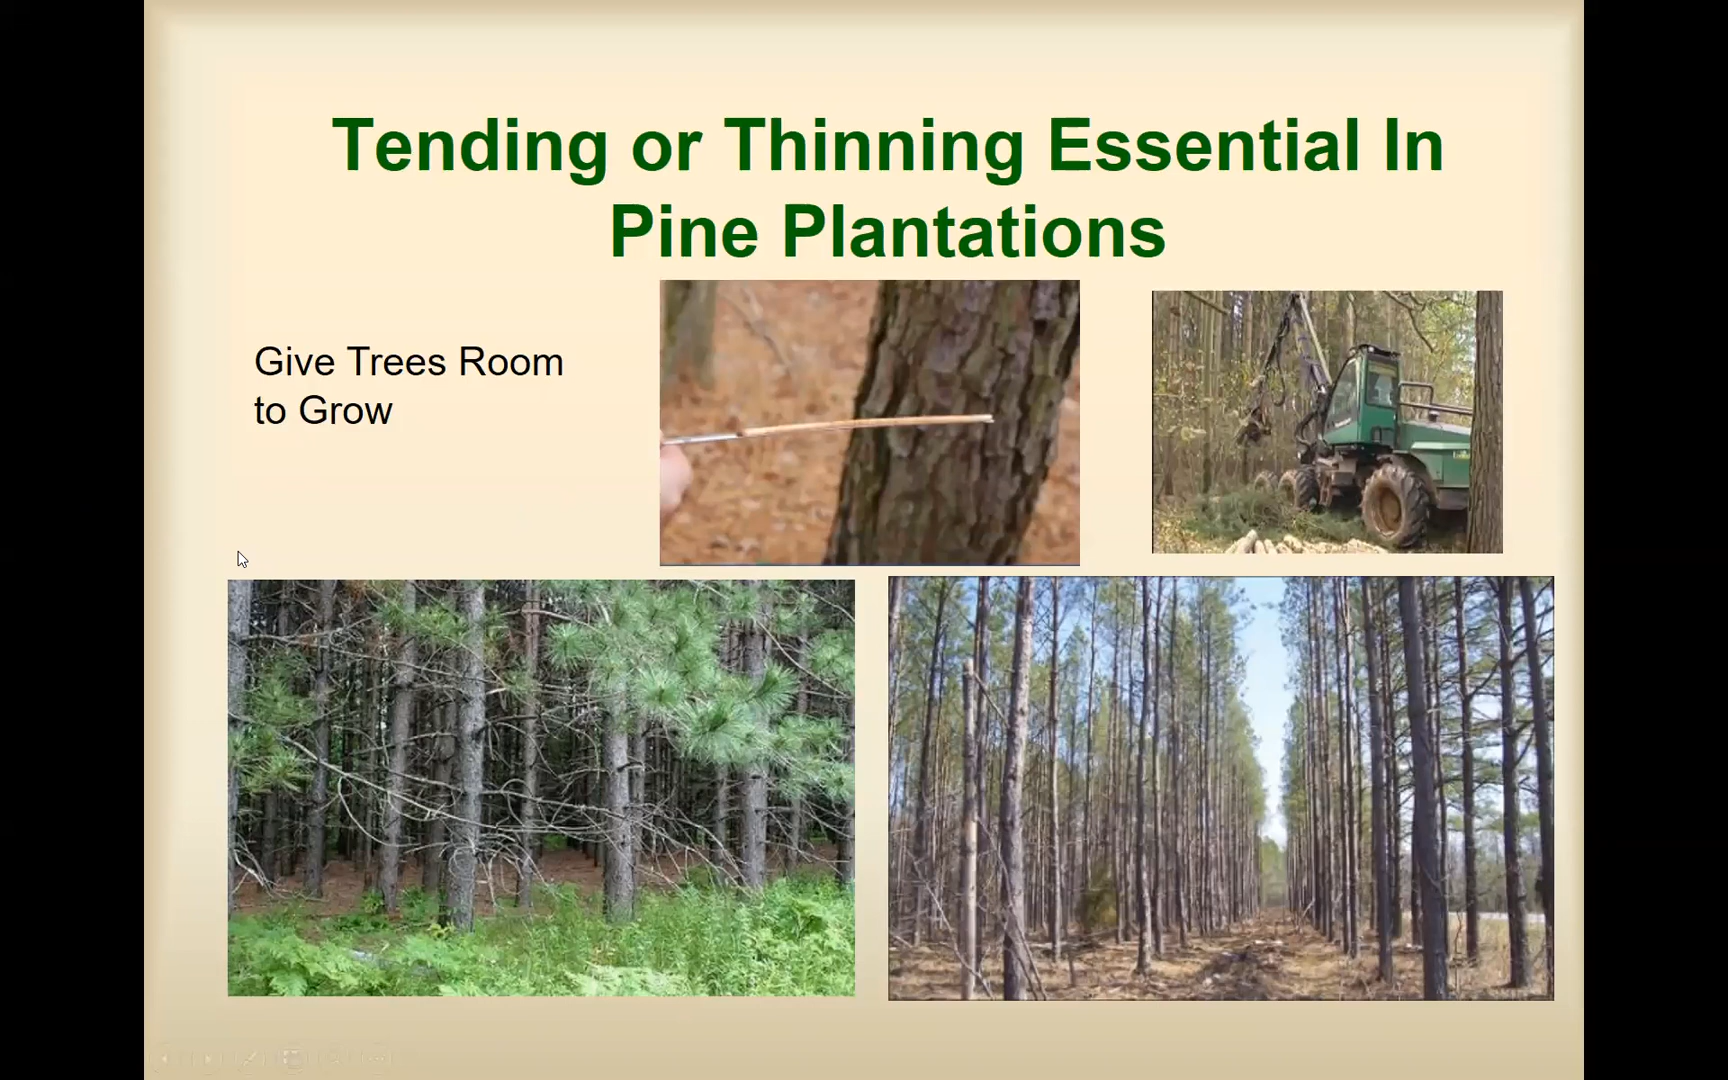 Tending or Thinning Essential In
Pine Plantations
Give Trees Room
to Grow